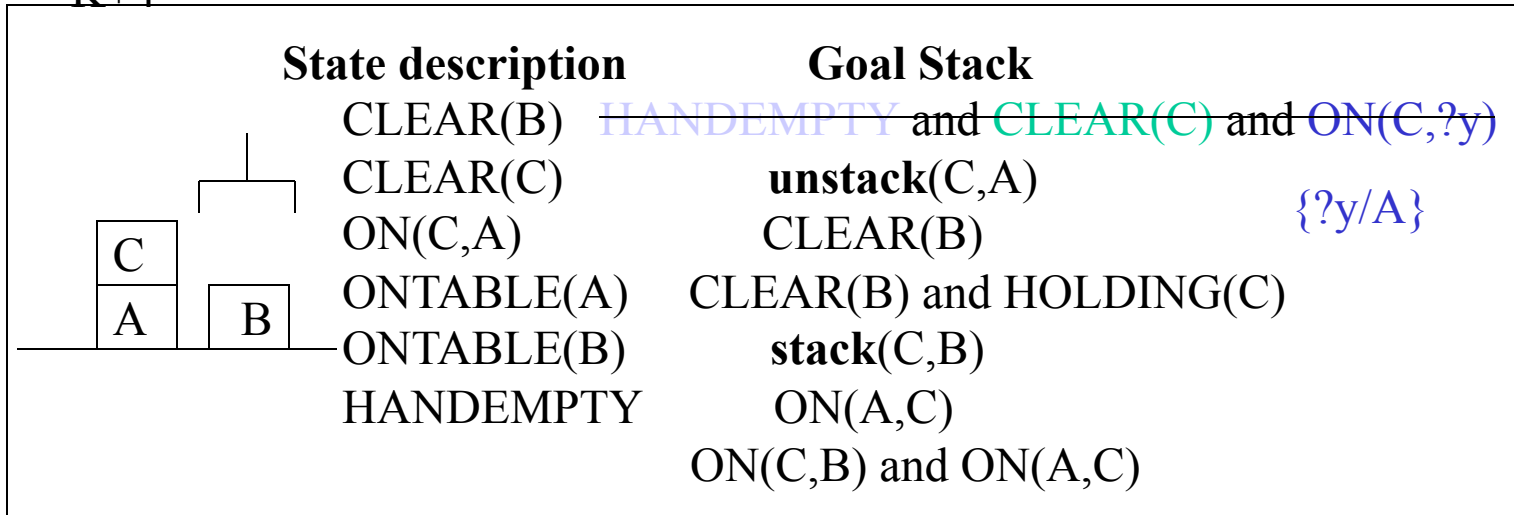 State description Goal Stack
CLEAR(B) HANDEMPTY and CLEAR(C) and ON(C,?y)
CLEAR(C) unstack(C,A)
{?y/A}
ON(C,A) CLEAR(B)
C
ONTABLE(A) CLEAR(B) and HOLDING(C)
A B
ONTABLE(B) stack(C,B)
HANDEMPTY ON(A,C)
ON(C,B) and ON(A,C)